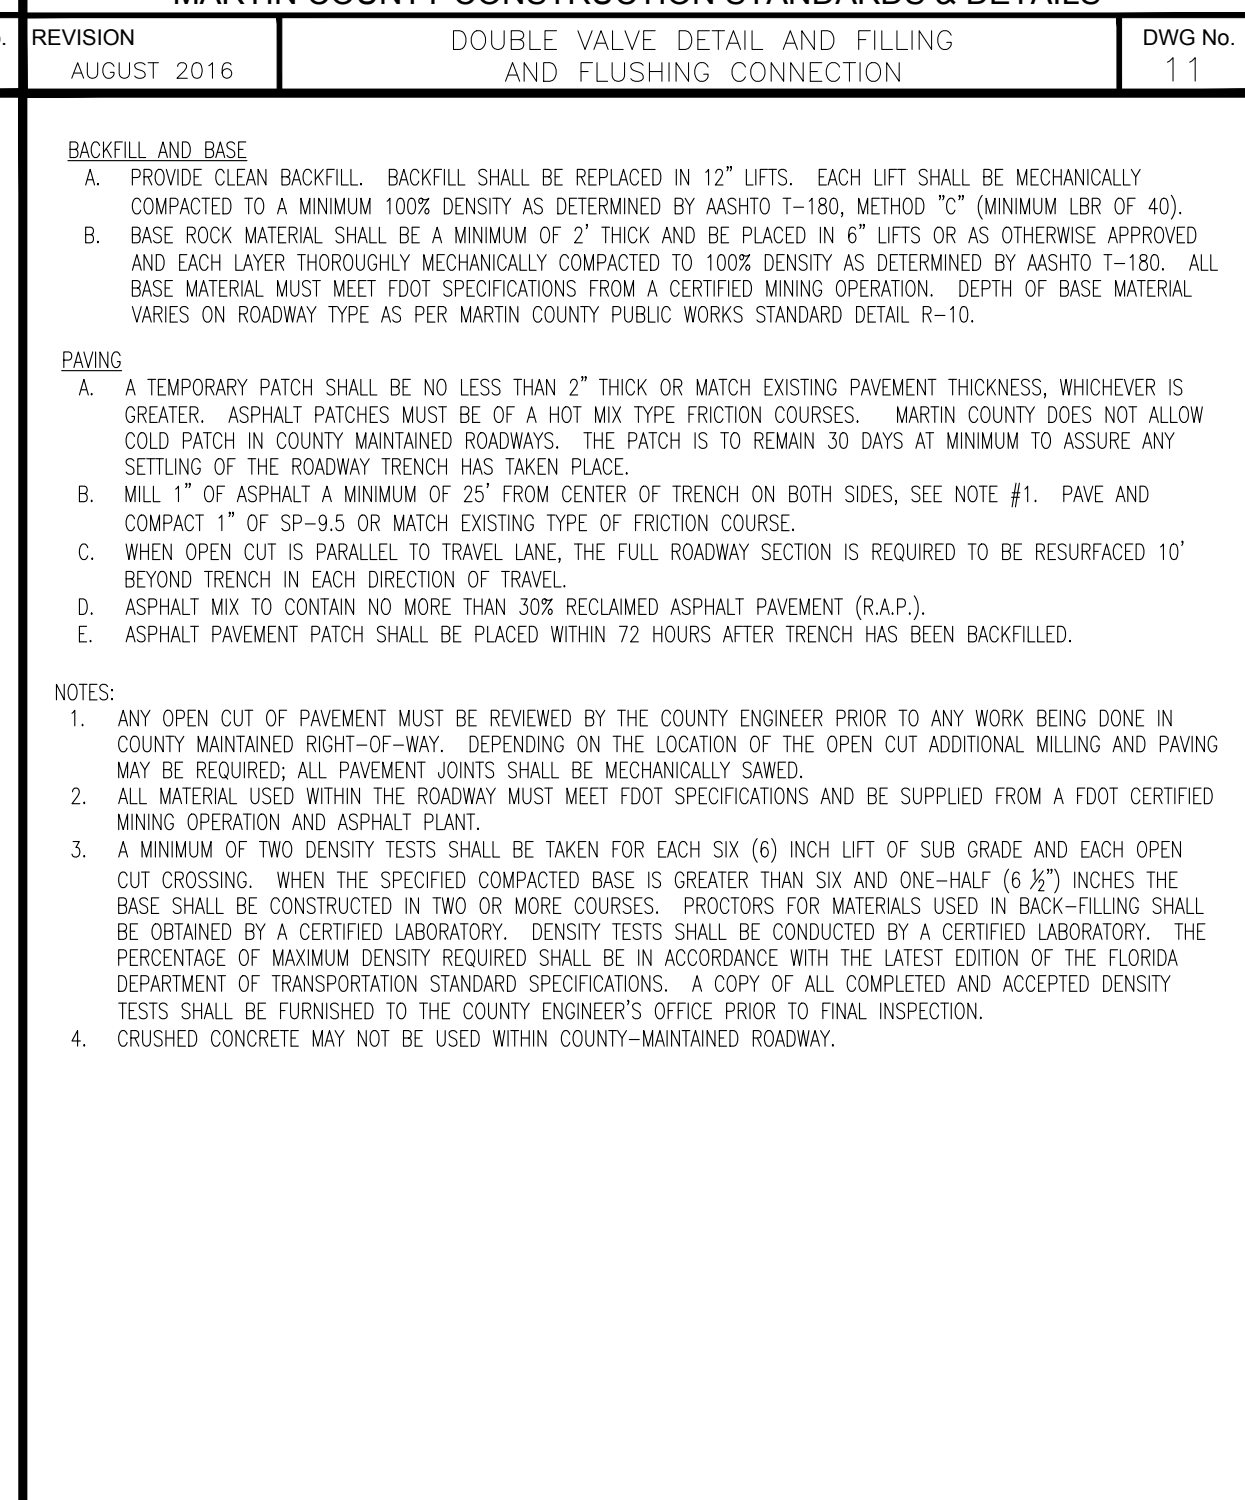 MARTIN COUNTY CONSTRUCTION STANDARDS & DETAILS
REVISION
AUGUST 2016
DOUBLE VALVE DETAIL AND FILLING
AND FLUSHING CONNECTION
DWG No.
11
BACKFILL AND BASE
A. PROVIDE CLEAN BACKFILL. BACKFILL SHALL BE REPLACED IN 12" LIFTS. EACH LIFT SHALL BE MECHANICALLY
COMPACTED TO A MINIMUM 100% DENSITY AS DETERMINED BY AASHTO T-180, METHOD "C" (MINIMUM LBR OF 40).
B. BASE ROCK MATERIAL SHALL BE A MINIMUM OF 2' THICK AND BE PLACED IN 6" LIFTS OR AS OTHERWISE APPROVED
AND EACH LAYER THOROUGHLY MECHANICALLY COMPACTED TO 100% DENSITY AS DETERMINED BY AASHTO T-180. ALL
BASE MATERIAL MUST MEET FDOT SPECIFICATIONS FROM A CERTIFIED MINING OPERATION. DEPTH OF BASE MATERIAL
VARIES ON ROADWAY TYPE AS PER MARTIN COUNTY PUBLIC WORKS STANDARD DETAIL R-10.
PAVING
A. A TEMPORARY PATCH SHALL BE NO LESS THAN 2" THICK OR MATCH EXISTING PAVEMENT THICKNESS, WHICHEVER IS
GREATER. ASPHALT PATCHES MUST BE OF A HOT MIX TYPE FRICTION COURSES. MARTIN COUNTY DOES NOT ALLOW
COLD PATCH IN COUNTY MAINTAINED ROADWAYS. THE PATCH IS TO REMAIN 30 DAYS AT MINIMUM TO ASSURE ANY
SETTLING OF THE ROADWAY TRENCH HAS TAKEN PLACE.
B. MILL 1" OF ASPHALT A MINIMUM OF 25' FROM CENTER OF TRENCH ON BOTH SIDES, SEE NOTE #1. PAVE AND
COMPACT 1" OF SP-9.5 OR MATCH EXISTING TYPE OF FRICTION COURSE.
C. WHEN OPEN CUT IS PARALLEL TO TRAVEL LANE, THE FULL ROADWAY SECTION IS REQUIRED TO BE RESURFACED 10'
BEYOND TRENCH IN EACH DIRECTION OF TRAVEL.
D. ASPHALT MIX TO CONTAIN NO MORE THAN 30% RECLAIMED ASPHALT PAVEMENT (R.A.P.).
E. ASPHALT PAVEMENT PATCH SHALL BE PLACED WITHIN 72 HOURS AFTER TRENCH HAS BEEN BACKFILLED.
NOTES:
1. ANY OPEN CUT OF PAVEMENT MUST BE REVIEWED BY THE COUNTY ENGINEER PRIOR TO ANY WORK BEING DONE IN
COUNTY MAINTAINED RIGHT-OF-WAY. DEPENDING ON THE LOCATION OF THE OPEN CUT ADDITIONAL MILLING AND PAVING
MAY BE REQUIRED; ALL PAVEMENT JOINTS SHALL BE MECHANICALLY SAWED.
2. ALL MATERIAL USED WITHIN THE ROADWAY MUST MEET FDOT SPECIFICATIONS AND BE SUPPLIED FROM A FDOT CERTIFIED
MINING OPERATION AND ASPHALT PLANT.
3. A MINIMUM OF TWO DENSITY TESTS SHALL BE TAKEN FOR EACH SIX (6) INCH LIFT OF SUB GRADE AND EACH OPEN
CUT CROSSING. WHEN THE SPECIFIED COMPACTED BASE IS GREATER THAN SIX AND ONE-HALF (6 ½") INCHES THE
BASE SHALL BE CONSTRUCTED IN TWO OR MORE COURSES. PROCTORS FOR MATERIALS USED IN BACK-FILLING SHALL
BE OBTAINED BY A CERTIFIED LABORATORY. DENSITY TESTS SHALL BE CONDUCTED BY A CERTIFIED LABORATORY. THE
PERCENTAGE OF MAXIMUM DENSITY REQUIRED SHALL BE IN ACCORDANCE WITH THE LATEST EDITION OF THE FLORIDA
DEPARTMENT OF TRANSPORTATION STANDARD SPECIFICATIONS. A COPY OF ALL COMPLETED AND ACCEPTED DENSITY
TESTS SHALL BE FURNISHED TO THE COUNTY ENGINEER'S OFFICE PRIOR TO FINAL INSPECTION.
4. CRUSHED CONCRETE MAY NOT BE USED WITHIN COUNTY-MAINTAINED ROADWAY.